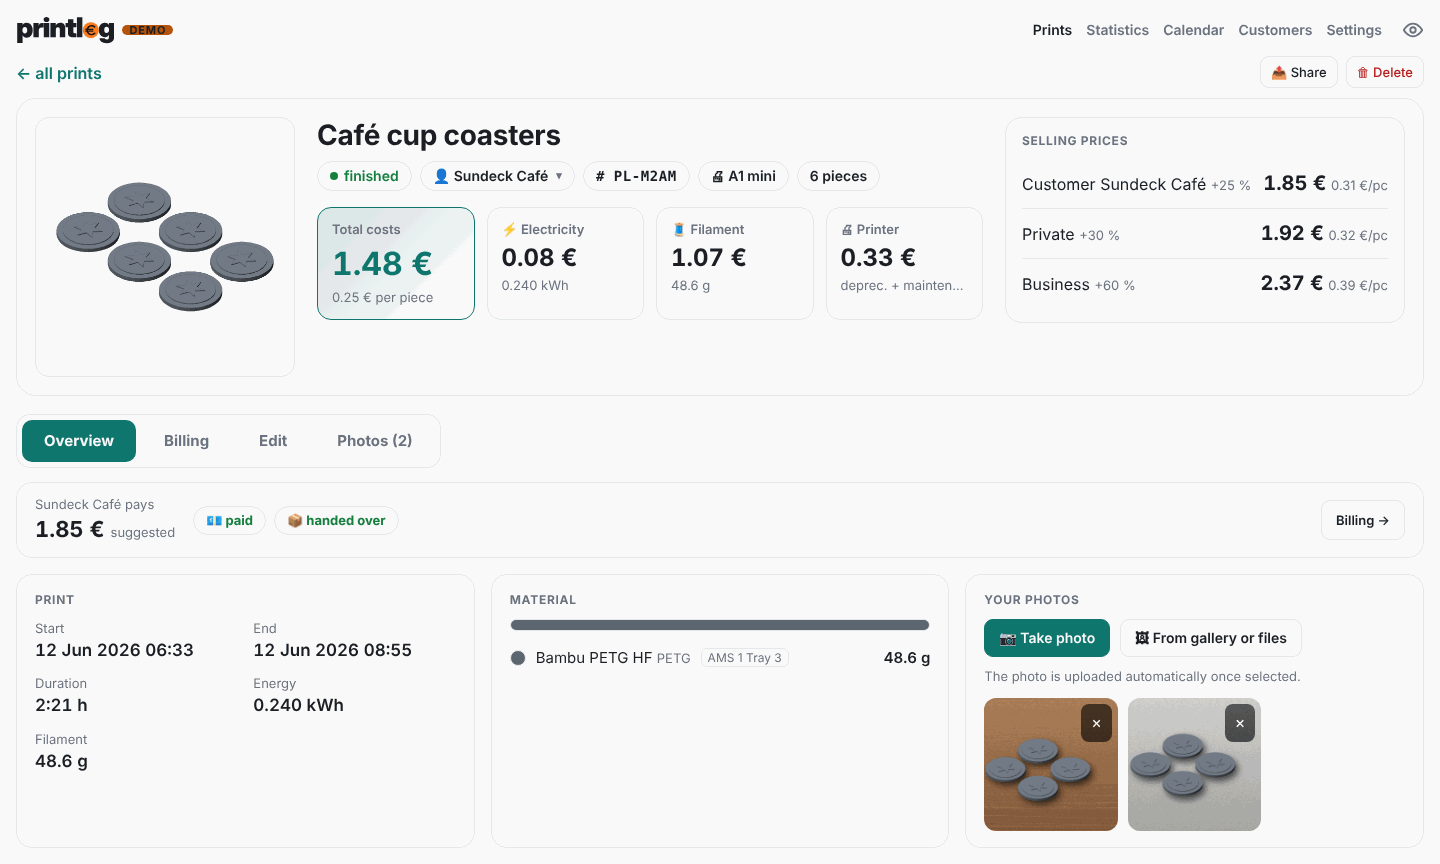 printl€g DEMO
Prints Statistics Calendar Customers Settings
← all prints
📤 Share 🗑 Delete
Café cup coasters
finished 👤 Sundeck Café ▾ # PL-M2AM 🖨 A1 mini 6 pieces
Total costs
1.48 €
0.25 € per piece
⚡ Electricity
0.08 €
0.240 kWh
🧵 Filament
1.07 €
48.6 g
🖨 Printer
0.33 €
deprec. + mainten...
SELLING PRICES
Customer Sundeck Café +25 % 1.85 € 0.31 €/pc
Private +30 % 1.92 € 0.32 €/pc
Business +60 % 2.37 € 0.39 €/pc
Overview Billing Edit Photos (2)
Sundeck Café pays
1.85 € suggested
💶 paid 📦 handed over
Billing →
PRINT
Start
12 Jun 2026 06:33
End
12 Jun 2026 08:55
Duration
2:21 h
Energy
0.240 kWh
Filament
48.6 g
MATERIAL
Bambu PETG HF PETG AMS 1 Tray 3 48.6 g
YOUR PHOTOS
📷 Take photo 🖼 From gallery or files
The photo is uploaded automatically once selected.
× ×